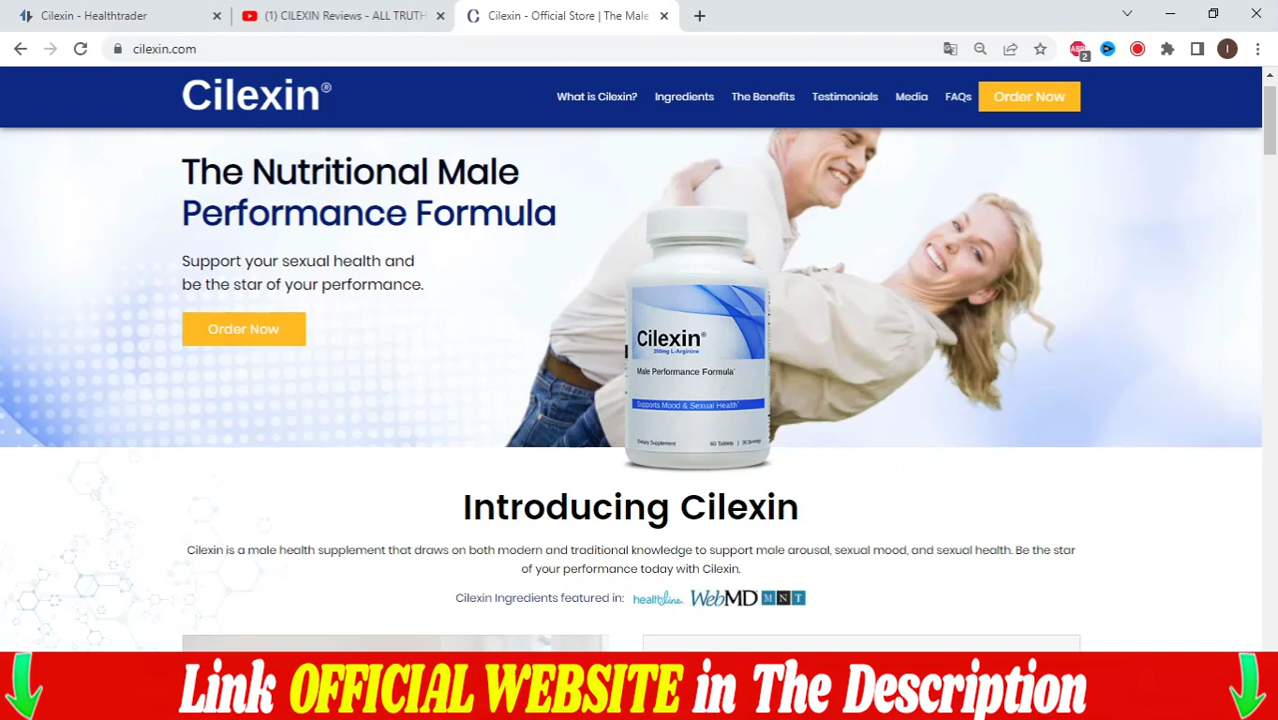 Cilexin - Healthtrader
(1) CILEXIN Reviews - ALL TRUTH
Cilexin - Official Store | The Male
cilexin.com
2
I
Cilexin®
What is Cilexin?
Ingredients
The Benefits
Testimonials
Media
FAQs
Order Now
The Nutritional Male
Performance Formula
Support your sexual health and
be the star of your performance.
Order Now
Cilexin®
250mg L-Arginine
Male Performance Formula
Supports Mood & Sexual Health
Dietary Supplement
60 Tablets | 30 Servings
Introducing Cilexin
Cilexin is a male health supplement that draws on both modern and traditional knowledge to support male arousal, sexual mood, and sexual health. Be the star
of your performance today with Cilexin.
Cilexin Ingredients featured in: healthline. WebMD MNT
Link OFFICIAL WEBSITE in The Description